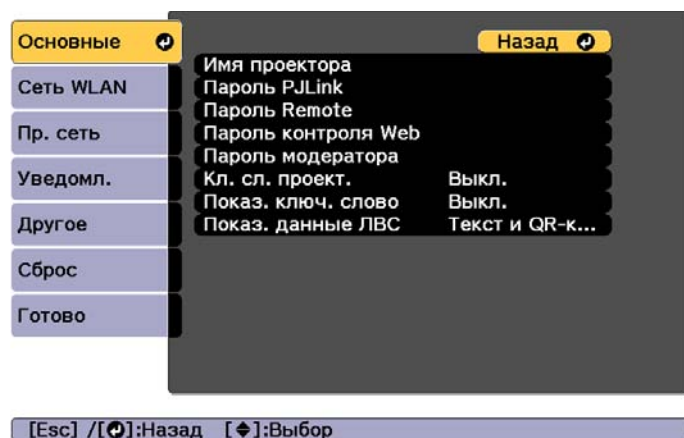 Основные
Сеть WLAN
Пр. сеть
Уведомл.
Другое
Сброс
Готово
Назад
Имя проектора
Пароль PJLink
Пароль Remote
Пароль контроля Web
Пароль модератора
Кл. сл. проект. Выкл.
Показ. ключ. слово Выкл.
Показ. данные ЛВС Текст и QR-к...
[Esc] /[ ]:Назад [ ]:Выбор